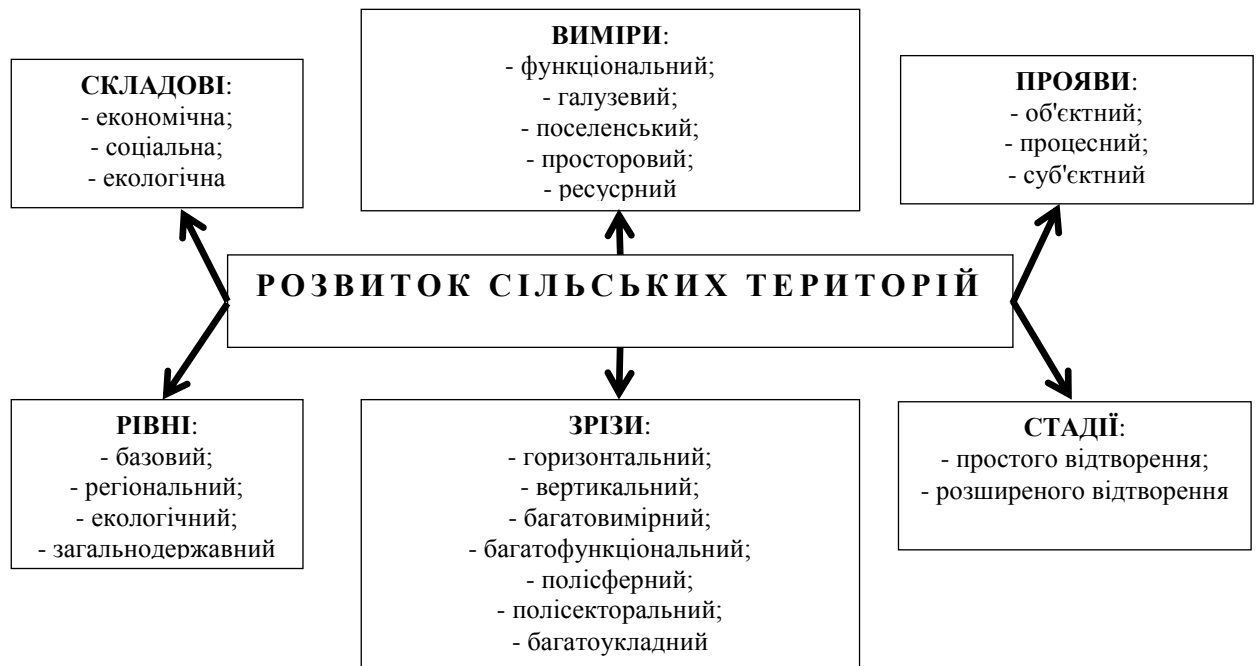 СКЛАДОВІ:
- економічна;
- соціальна;
- екологічна
ВИМІРИ:
- функціональний;
- галузевий;
- поселенський;
- просторовий;
- ресусрний
ПРОЯВИ:
- об'єктний;
- процесний;
- суб'єктний
РОЗВИТОК СІЛЬСЬКИХ ТЕРИТОРІЙ
РІВНІ:
- базовий;
- регіональний;
- екологічний;
- загальнодержавний
ЗРІЗИ:
- горизонтальний;
- вертикальний;
- багатовимірний;
- багатофункціональний;
- полісферний;
- полісекторальний;
- багатоукладний
СТАДІЇ:
- простого відтворення;
- розширеного відтворення